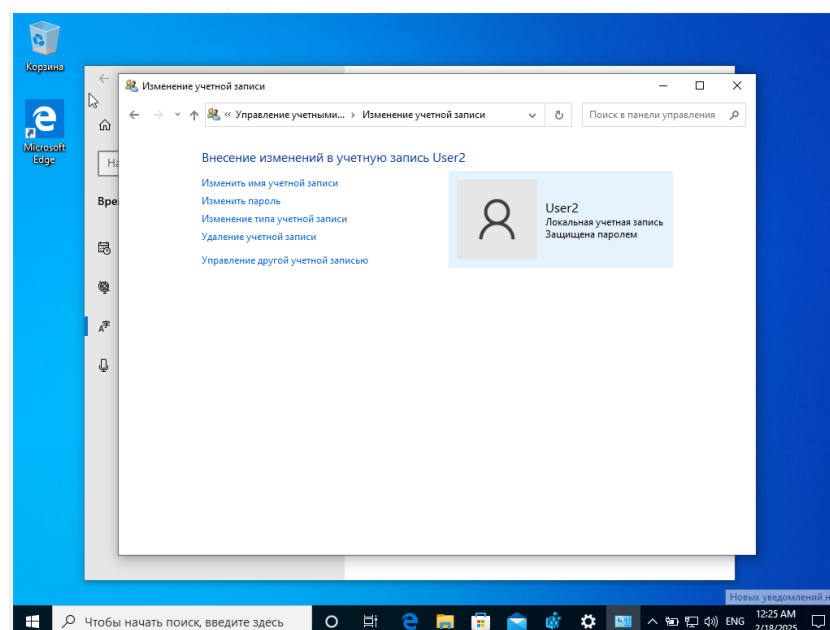 Корзина
Microsoft
Edge
Изменение учетной записи
« Управление учетными... › Изменение учетной записи
Поиск в панели управления
На
Вре
Внесение изменений в учетную запись User2
Изменить имя учетной записи
Изменить пароль
Изменение типа учетной записи
Удаление учетной записи
Управление другой учетной записью
User2
Локальная учетная запись
Защищена паролем
Новых уведомлений н
Чтобы начать поиск, введите здесь
ENG
12:25 AM
2/18/2025